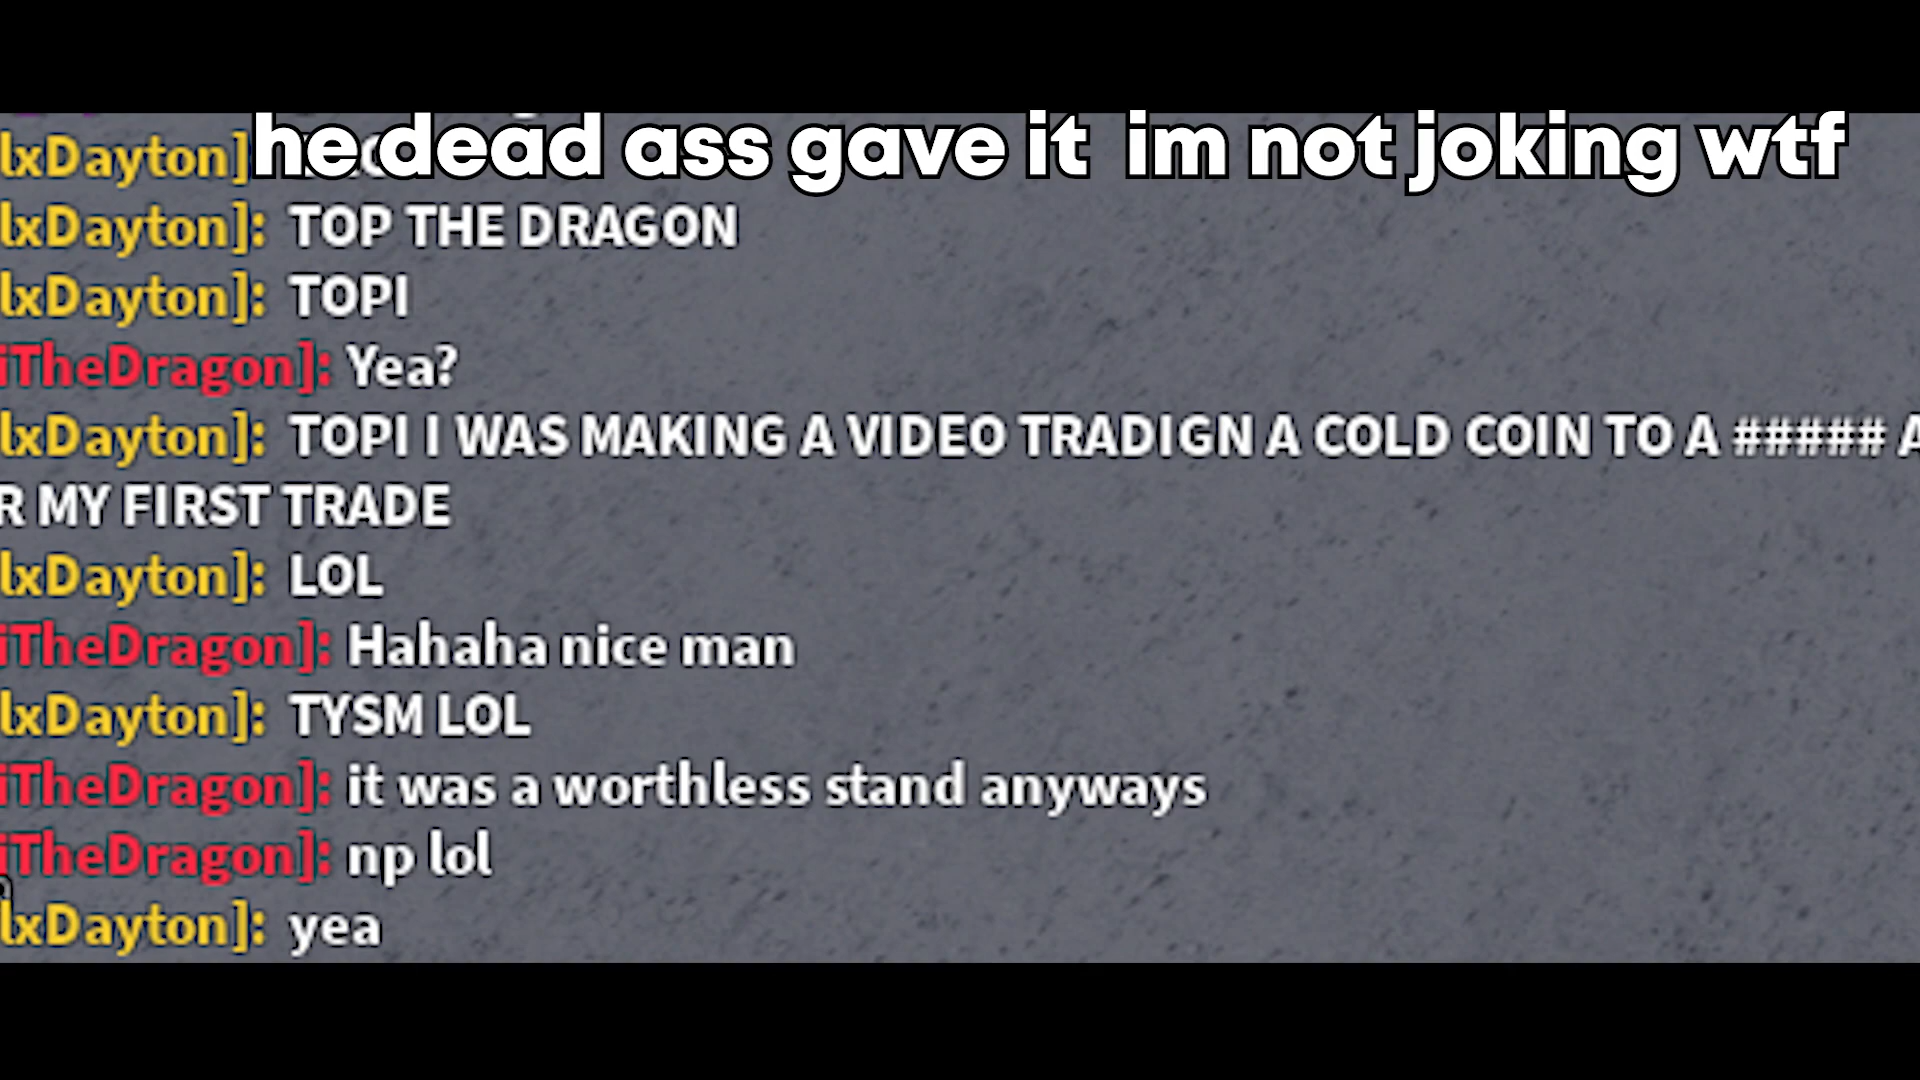 he dead ass gave it im not joking wtf
lxDayton]
lxDayton]: TOP THE DRAGON
lxDayton]: TOPI
iTheDragon]: Yea?
lxDayton]: TOPI I WAS MAKING A VIDEO TRADIGN A COLD COIN TO A ##### A
R MY FIRST TRADE
lxDayton]: LOL
iTheDragon]: Hahaha nice man
lxDayton]: TYSM LOL
iTheDragon]: it was a worthless stand anyways
iTheDragon]: np lol
lxDayton]: yea